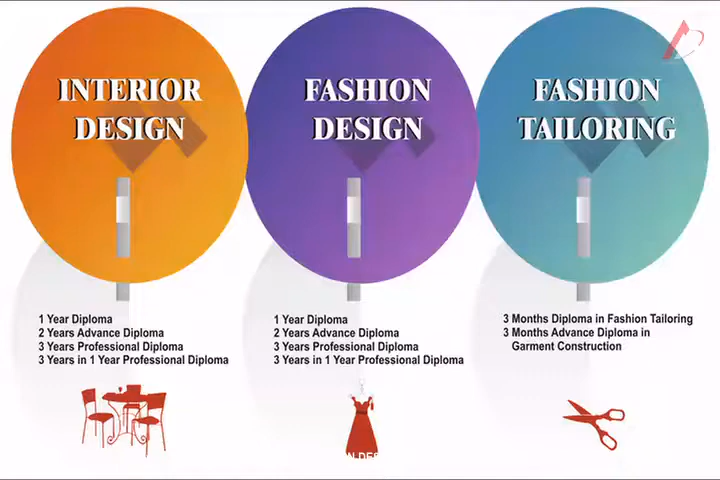 INTERIOR
DESIGN
FASHION
DESIGN
FASHION
TAILORING
1 Year Diploma
2 Years Advance Diploma
3 Years Professional Diploma
3 Years in 1 Year Professional Diploma
1 Year Diploma
2 Years Advance Diploma
3 Years Professional Diploma
3 Years in 1 Year Professional Diploma
3 Months Diploma in Fashion Tailoring
3 Months Advance Diploma in
Garment Construction